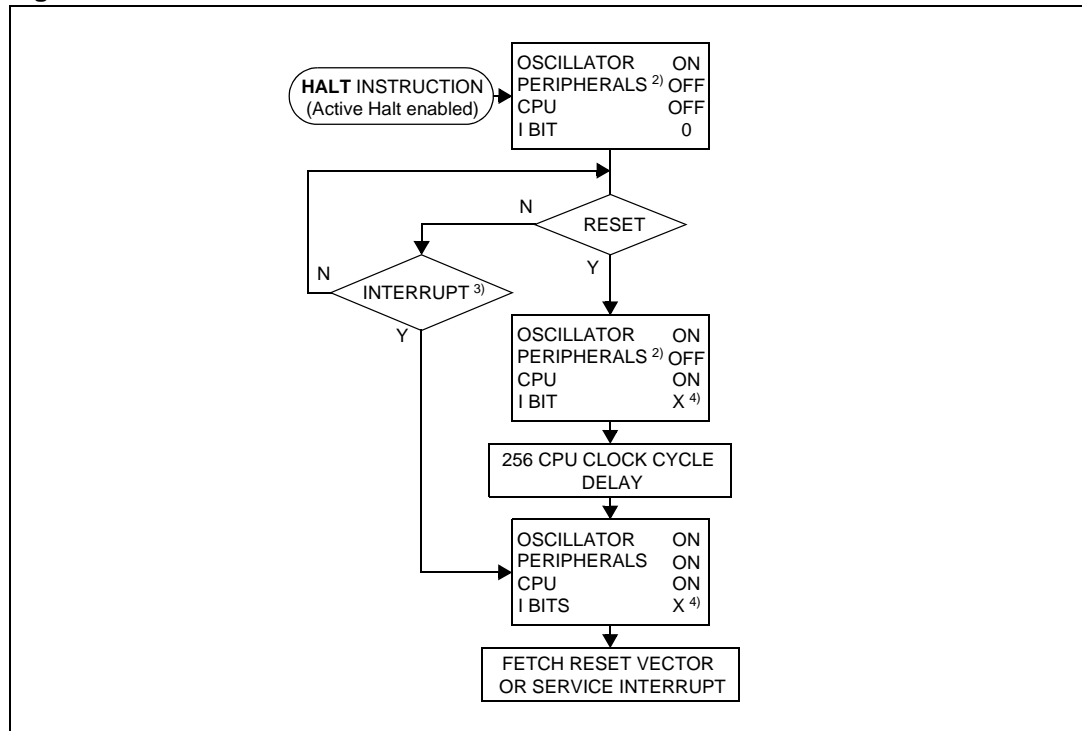 HALT INSTRUCTION
(Active Halt enabled)
OSCILLATOR ON
PERIPHERALS 2) OFF
CPU OFF
I BIT 0
N
RESET
Y
N
INTERRUPT 3)
Y
OSCILLATOR ON
PERIPHERALS 2) OFF
CPU ON
I BIT X 4)
256 CPU CLOCK CYCLE
DELAY
OSCILLATOR ON
PERIPHERALS ON
CPU ON
I BITS X 4)
FETCH RESET VECTOR
OR SERVICE INTERRUPT